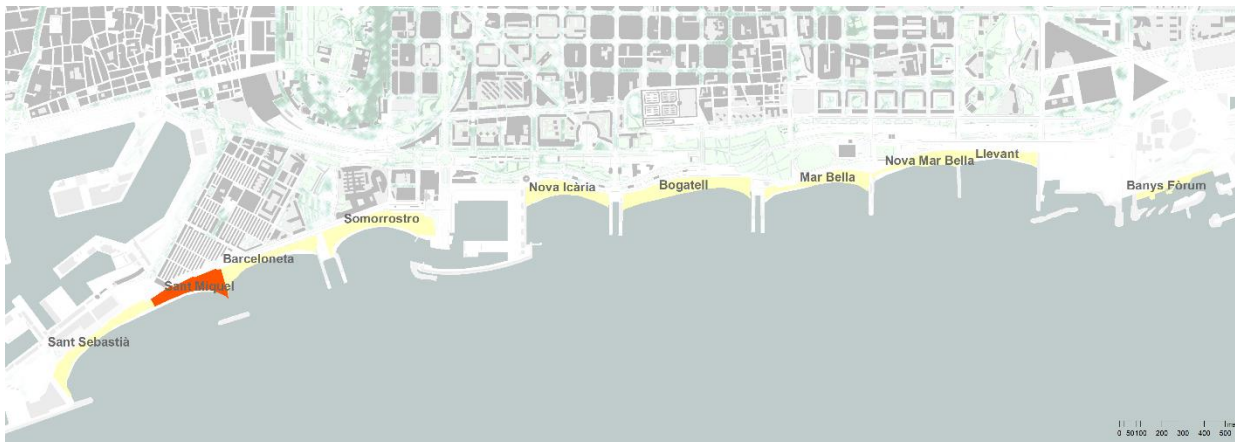 Llevant
Nova Mar Bella
Mar Bella
Banys Fòrum
Bogatell
Nova Icària
Somorrostro
Barceloneta
Sant Miquel
Sant Sebastià
0 50 100 200 300 400 500